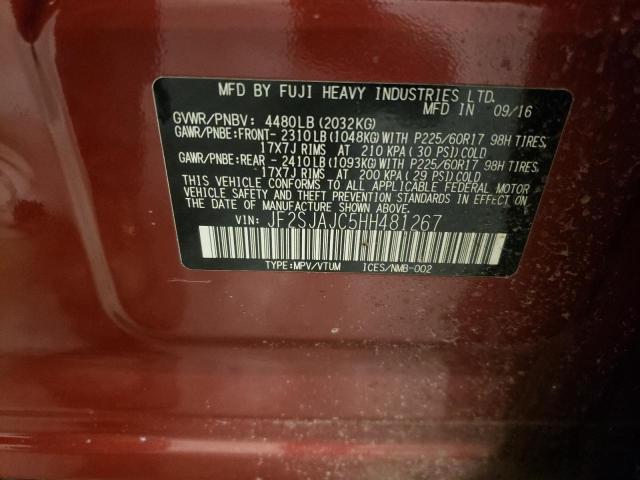 MFD BY FUJI HEAVY INDUSTRIES LTD.
MFD IN 09/16
GVWR/PNBV: 4480LB (2032KG)
GAWR/PNBE:FRONT- 2310LB (1048KG) WITH P225/60R17 98H TIRES,
17X7J RIMS AT 210 KPA ( 30 PSI) COLD
GAWR/PNBE:REAR - 2410LB (1093KG) WITH P225/60R17 98H TIRES,
17X7J RIMS AT 200 KPA ( 29 PSI) COLD
THIS VEHICLE CONFORMS TO ALL APPLICABLE FEDERAL MOTOR
VEHICLE SAFETY AND THEFT PREVENTION STANDARDS IN EFFECT ON
THE DATE OF MANUFACTURE SHOWN ABOVE.
VIN: JF2SJAJC5HH481267
TYPE:MPV/VTUM ICES/NMB-002